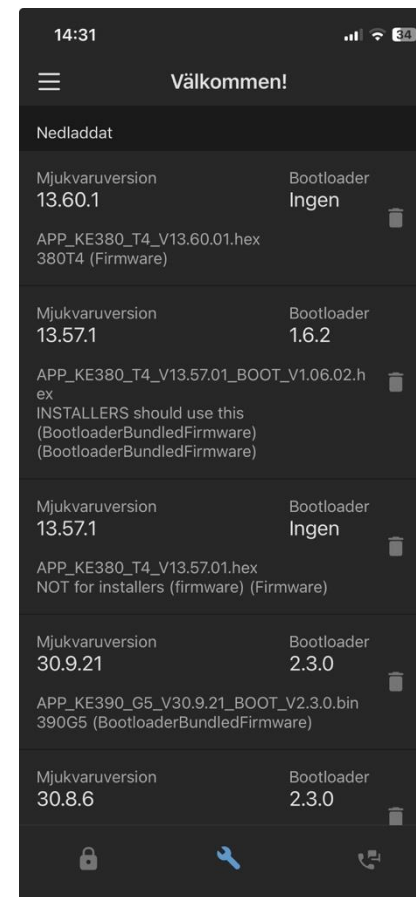 14:31
34
Välkommen!
Nedladdat
Mjukvaruversion Bootloader
13.60.1 Ingen
APP_KE380_T4_V13.60.01.hex
380T4 (Firmware)
Mjukvaruversion Bootloader
13.57.1 1.6.2
APP_KE380_T4_V13.57.01_BOOT_V1.06.02.h
ex
INSTALLERS should use this
(BootloaderBundledFirmware)
(BootloaderBundledFirmware)
Mjukvaruversion Bootloader
13.57.1 Ingen
APP_KE380_T4_V13.57.01.hex
NOT for installers (firmware) (Firmware)
Mjukvaruversion Bootloader
30.9.21 2.3.0
APP_KE390_G5_V30.9.21_BOOT_V2.3.0.bin
390G5 (BootloaderBundledFirmware)
Mjukvaruversion Bootloader
30.8.6 2.3.0